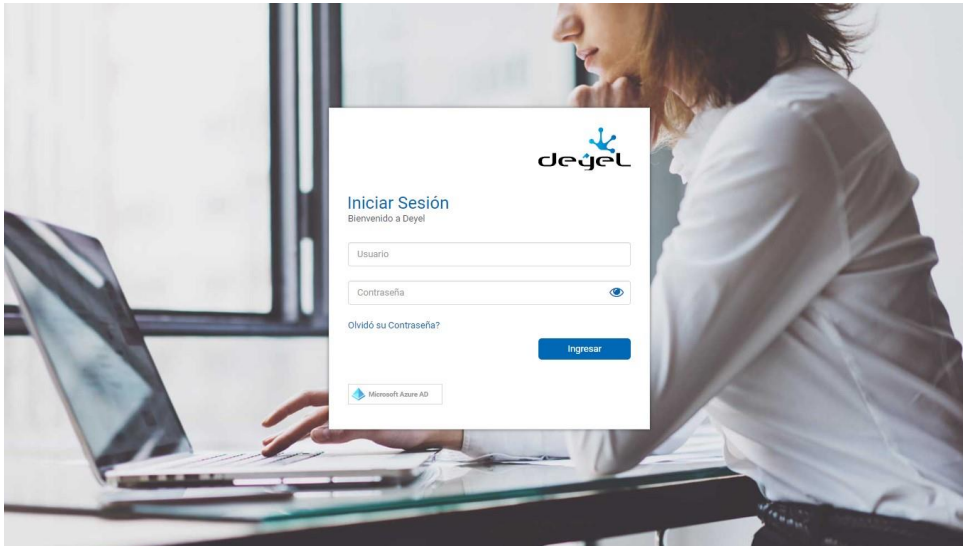 deyel
Iniciar Sesión
Bienvenido a Deyel
Usuario
Contraseña
Olvidó su Contraseña?
Ingresar
Microsoft Azure AD